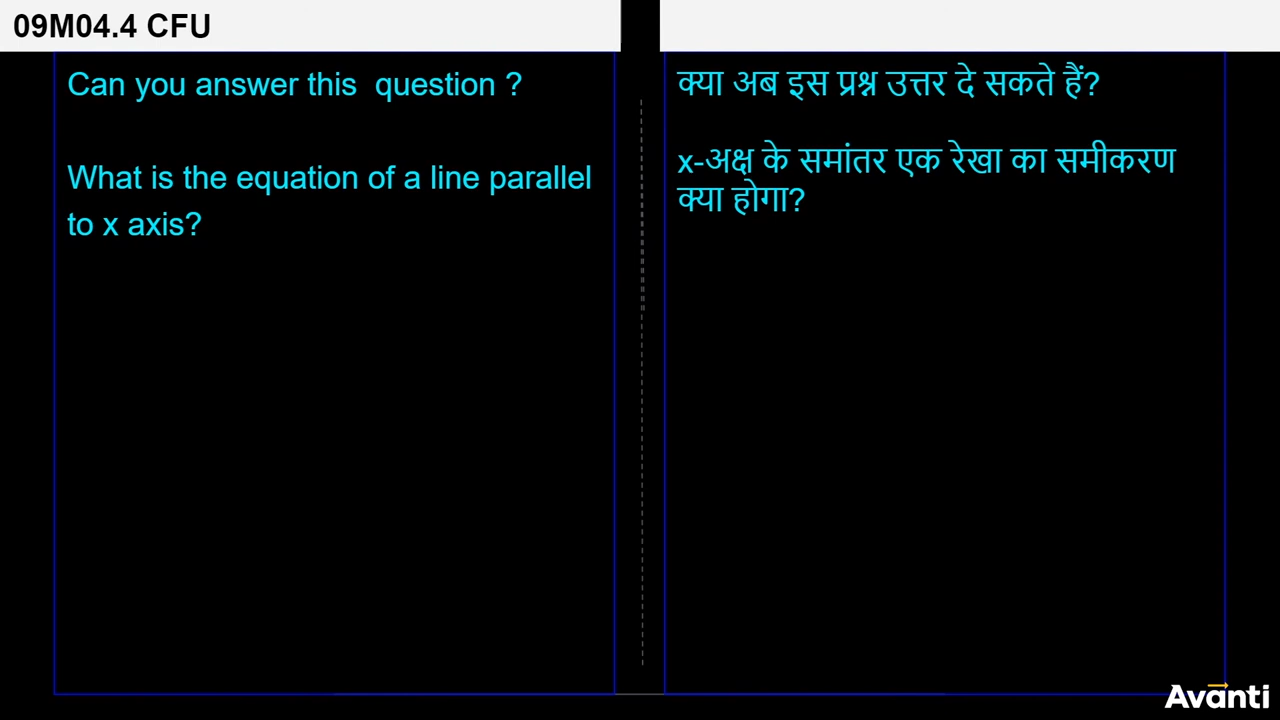 09M04.4 CFU
Can you answer this  question ?
What is the equation of a line parallel
to x axis?
क्या अब इस प्रश्न उत्तर दे सकते हैं?
x-अक्ष के समांतर एक रेखा का समीकरण
क्या होगा?
Avanti